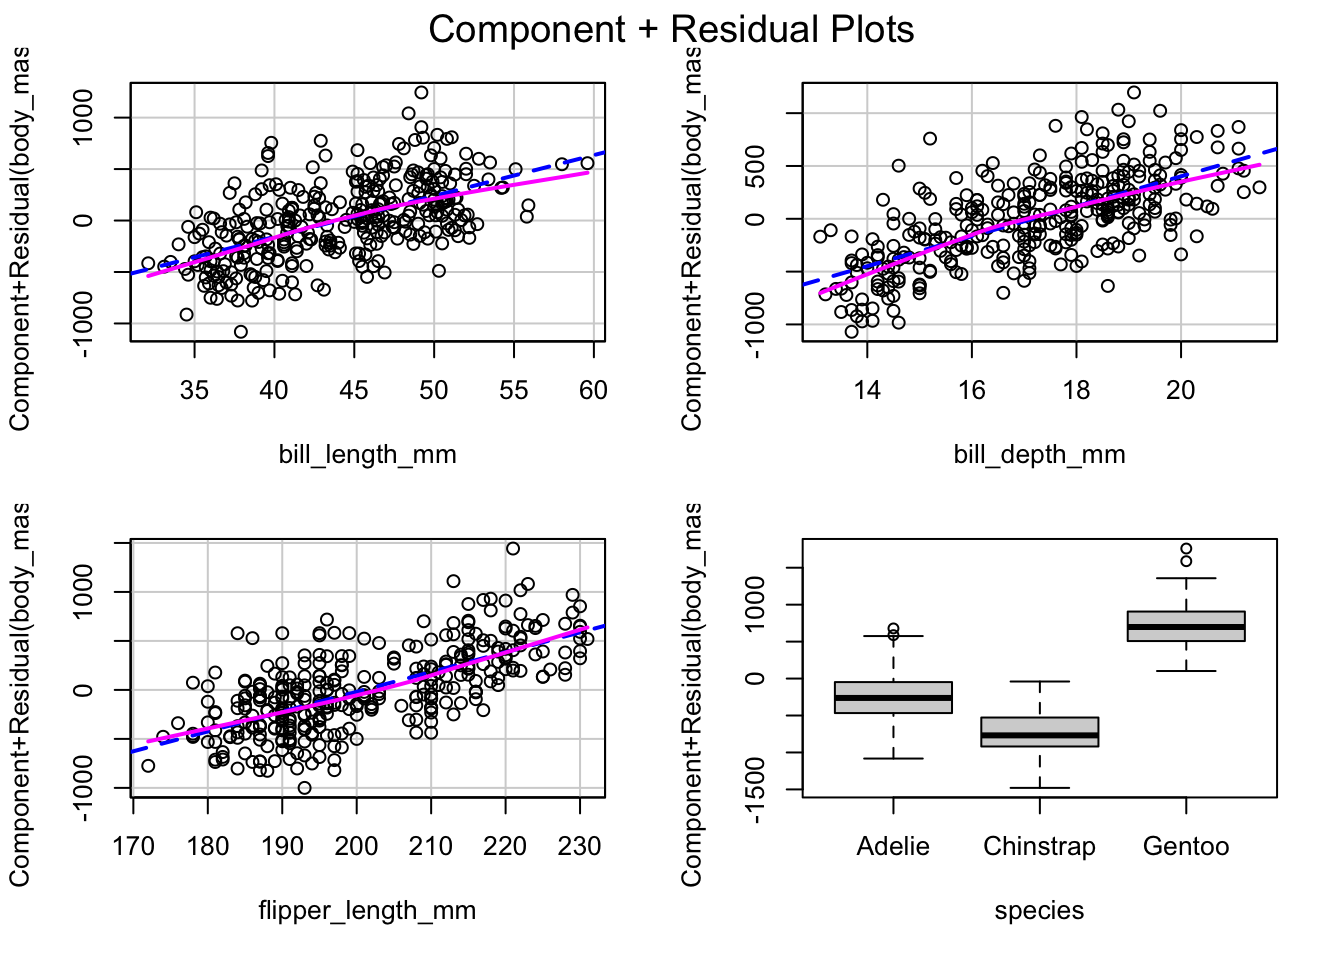 Component + Residual Plots
Component+Residual(body_mas
1000
0
-1000
35 40 45 50 55 60
bill_length_mm
Component+Residual(body_mas
500
0
-1000
14 16 18 20
bill_depth_mm
Component+Residual(body_mas
1000
0
-1000
170 180 190 200 210 220 230
flipper_length_mm
Component+Residual(body_mas
1000
0
-1500
Adelie Chinstrap Gentoo
species